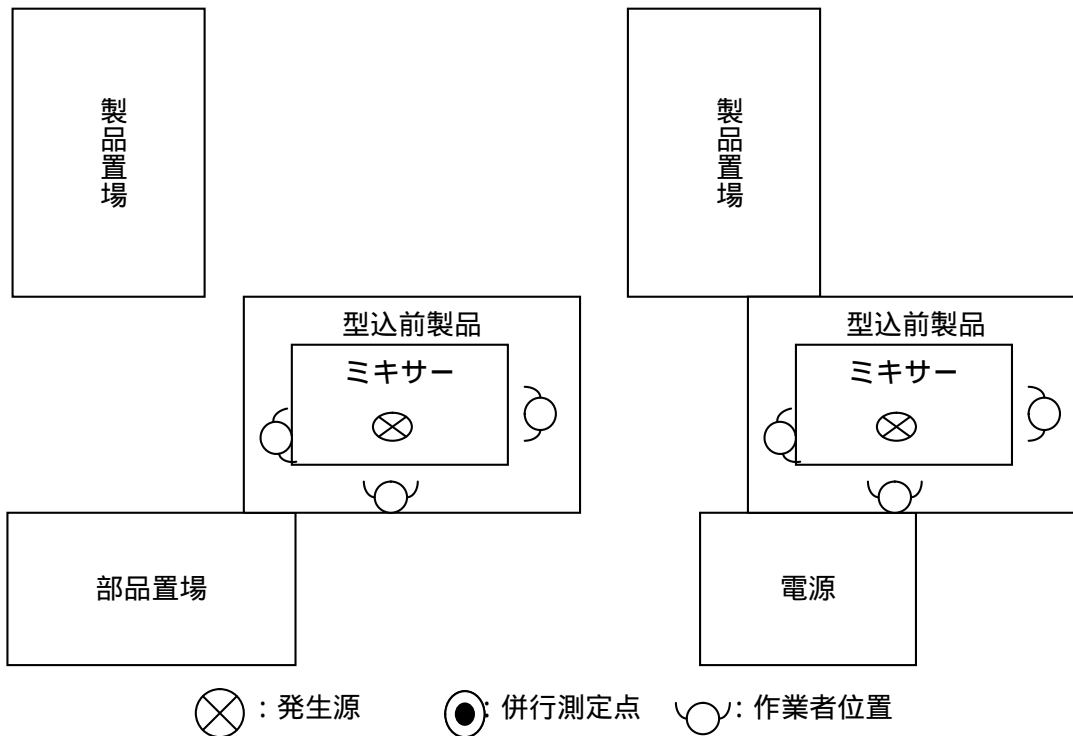 製品置場
製品置場
型込前製品
ミキサー
型込前製品
ミキサー
部品置場
電源
：発生源
：併行測定点
：作業者位置